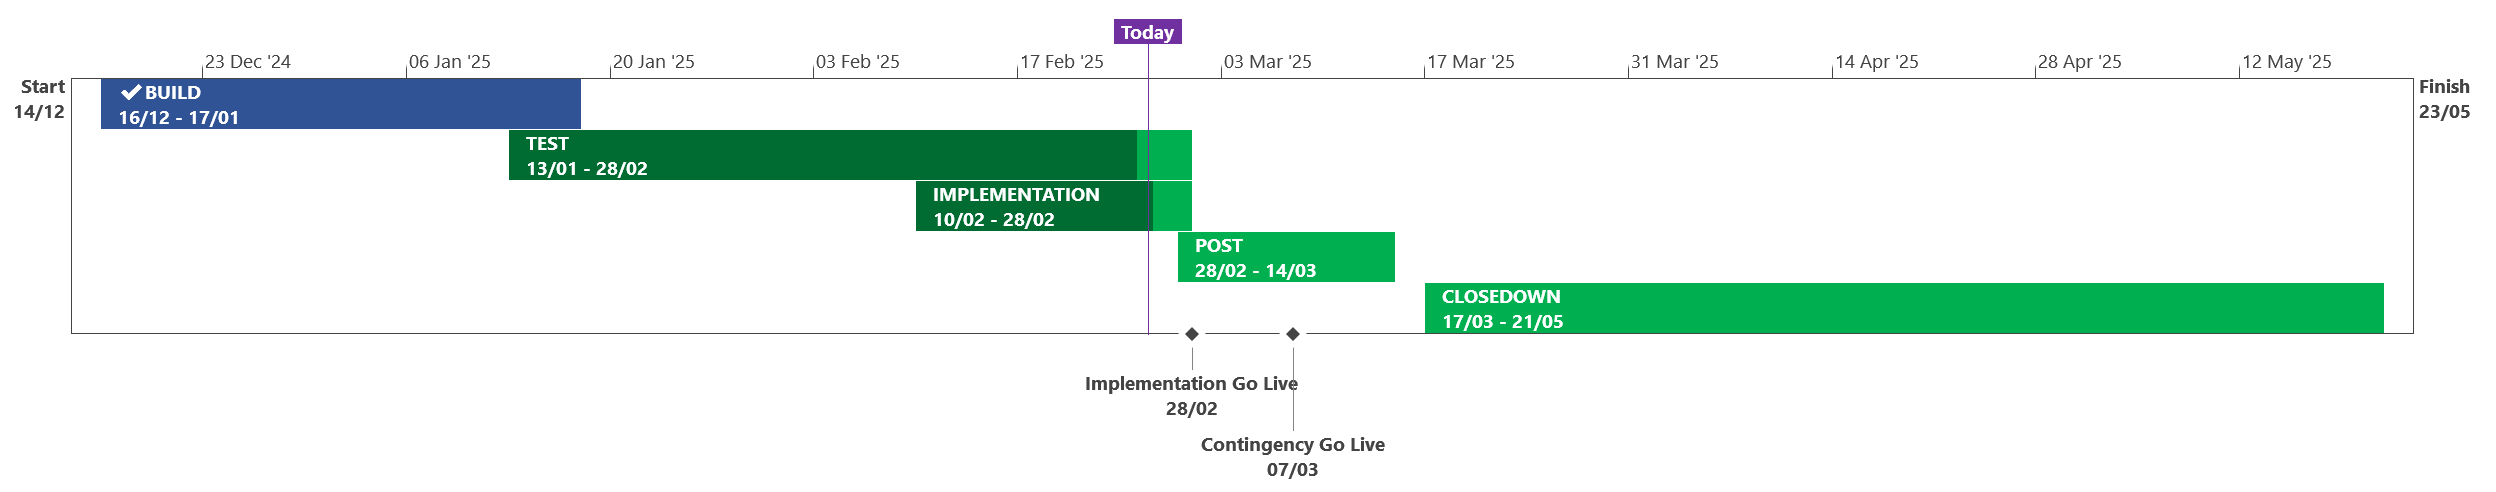 Today
23 Dec '24
06 Jan '25
20 Jan '25
03 Feb '25
17 Feb '25
03 Mar '25
17 Mar '25
31 Mar '25
14 Apr '25
28 Apr '25
12 May '25
Start
14/12
Finish
23/05
BUILD
16/12 - 17/01
TEST
13/01 - 28/02
IMPLEMENTATION
10/02 - 28/02
POST
28/02 - 14/03
CLOSEDOWN
17/03 - 21/05
Implementation Go Live
28/02
Contingency Go Live
07/03